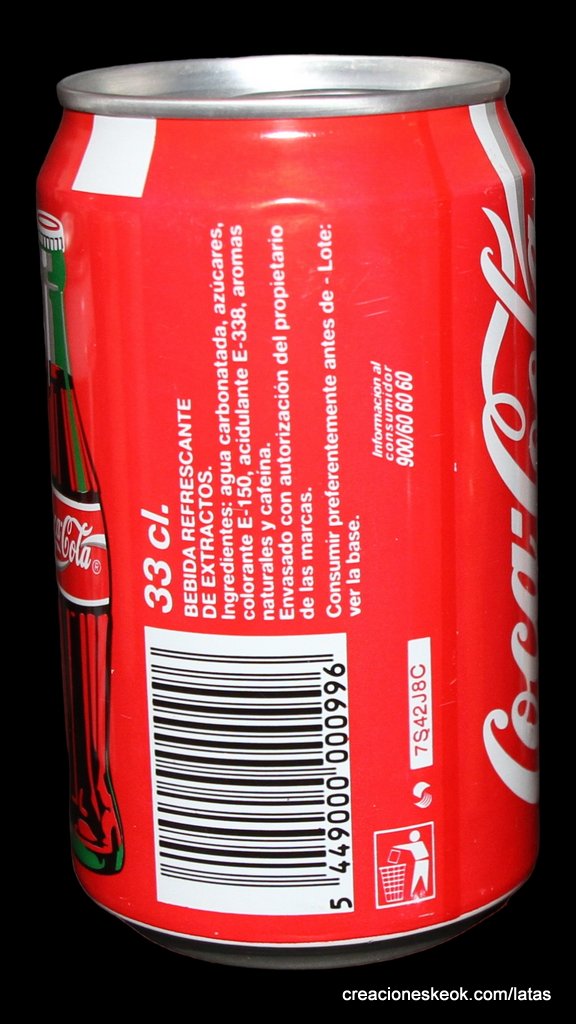 33 cl.
BEBIDA REFRESCANTE
DE EXTRACTOS.
Ingredientes: agua carbonatada, azúcares,
colorante E-150, acidulante E-338, aromas
naturales y cafeina.
Envasado con autorización del propietario
de las marcas.
Consumir preferentemente antes de - Lote:
ver la base.
Informacion al
consumidor
900/60 60 60
5 449000 000996
7S42J8C
Coca-Cola
Coca-Cola®
creacioneskeok.com/latas